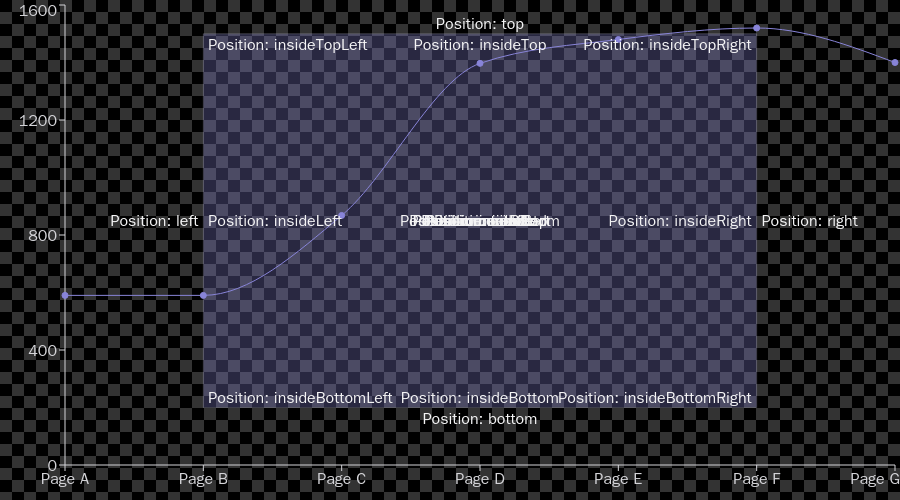 1600
Position: top
Position: insideTopLeft
Position: insideTop
Position: insideTopRight
1200
Position: left
Position: insideLeft
Position: insideRight
Position: right
800
400
Position: insideBottomLeft
Position: insideBottom
Position: insideBottomRight
Position: bottom
0
Page A
Page B
Page C
Page D
Page E
Page F
Page G